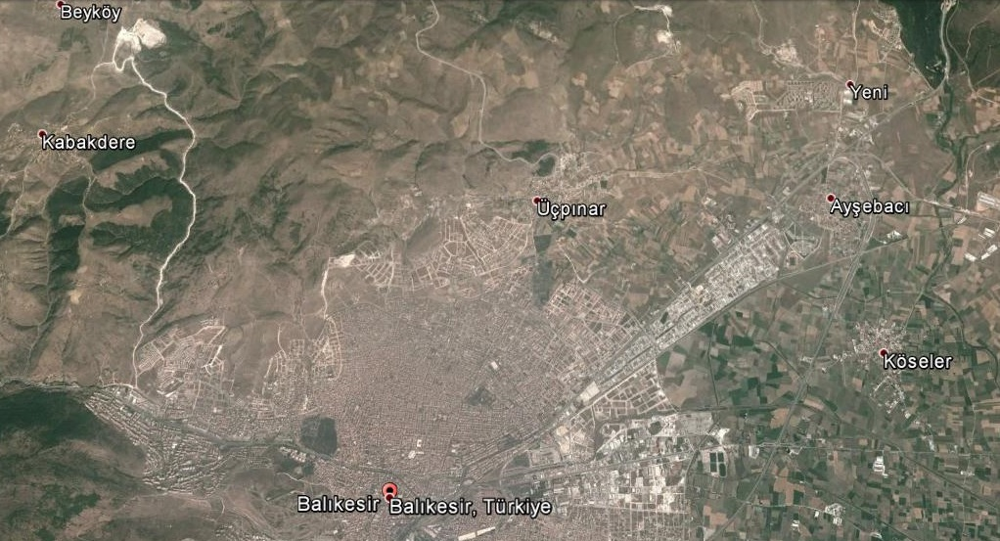 Beyköy
Yeni
Kabakdere
Üçpınar
Ayşebacı
Köseler
Balıkesir
Balıkesir, Türkiye